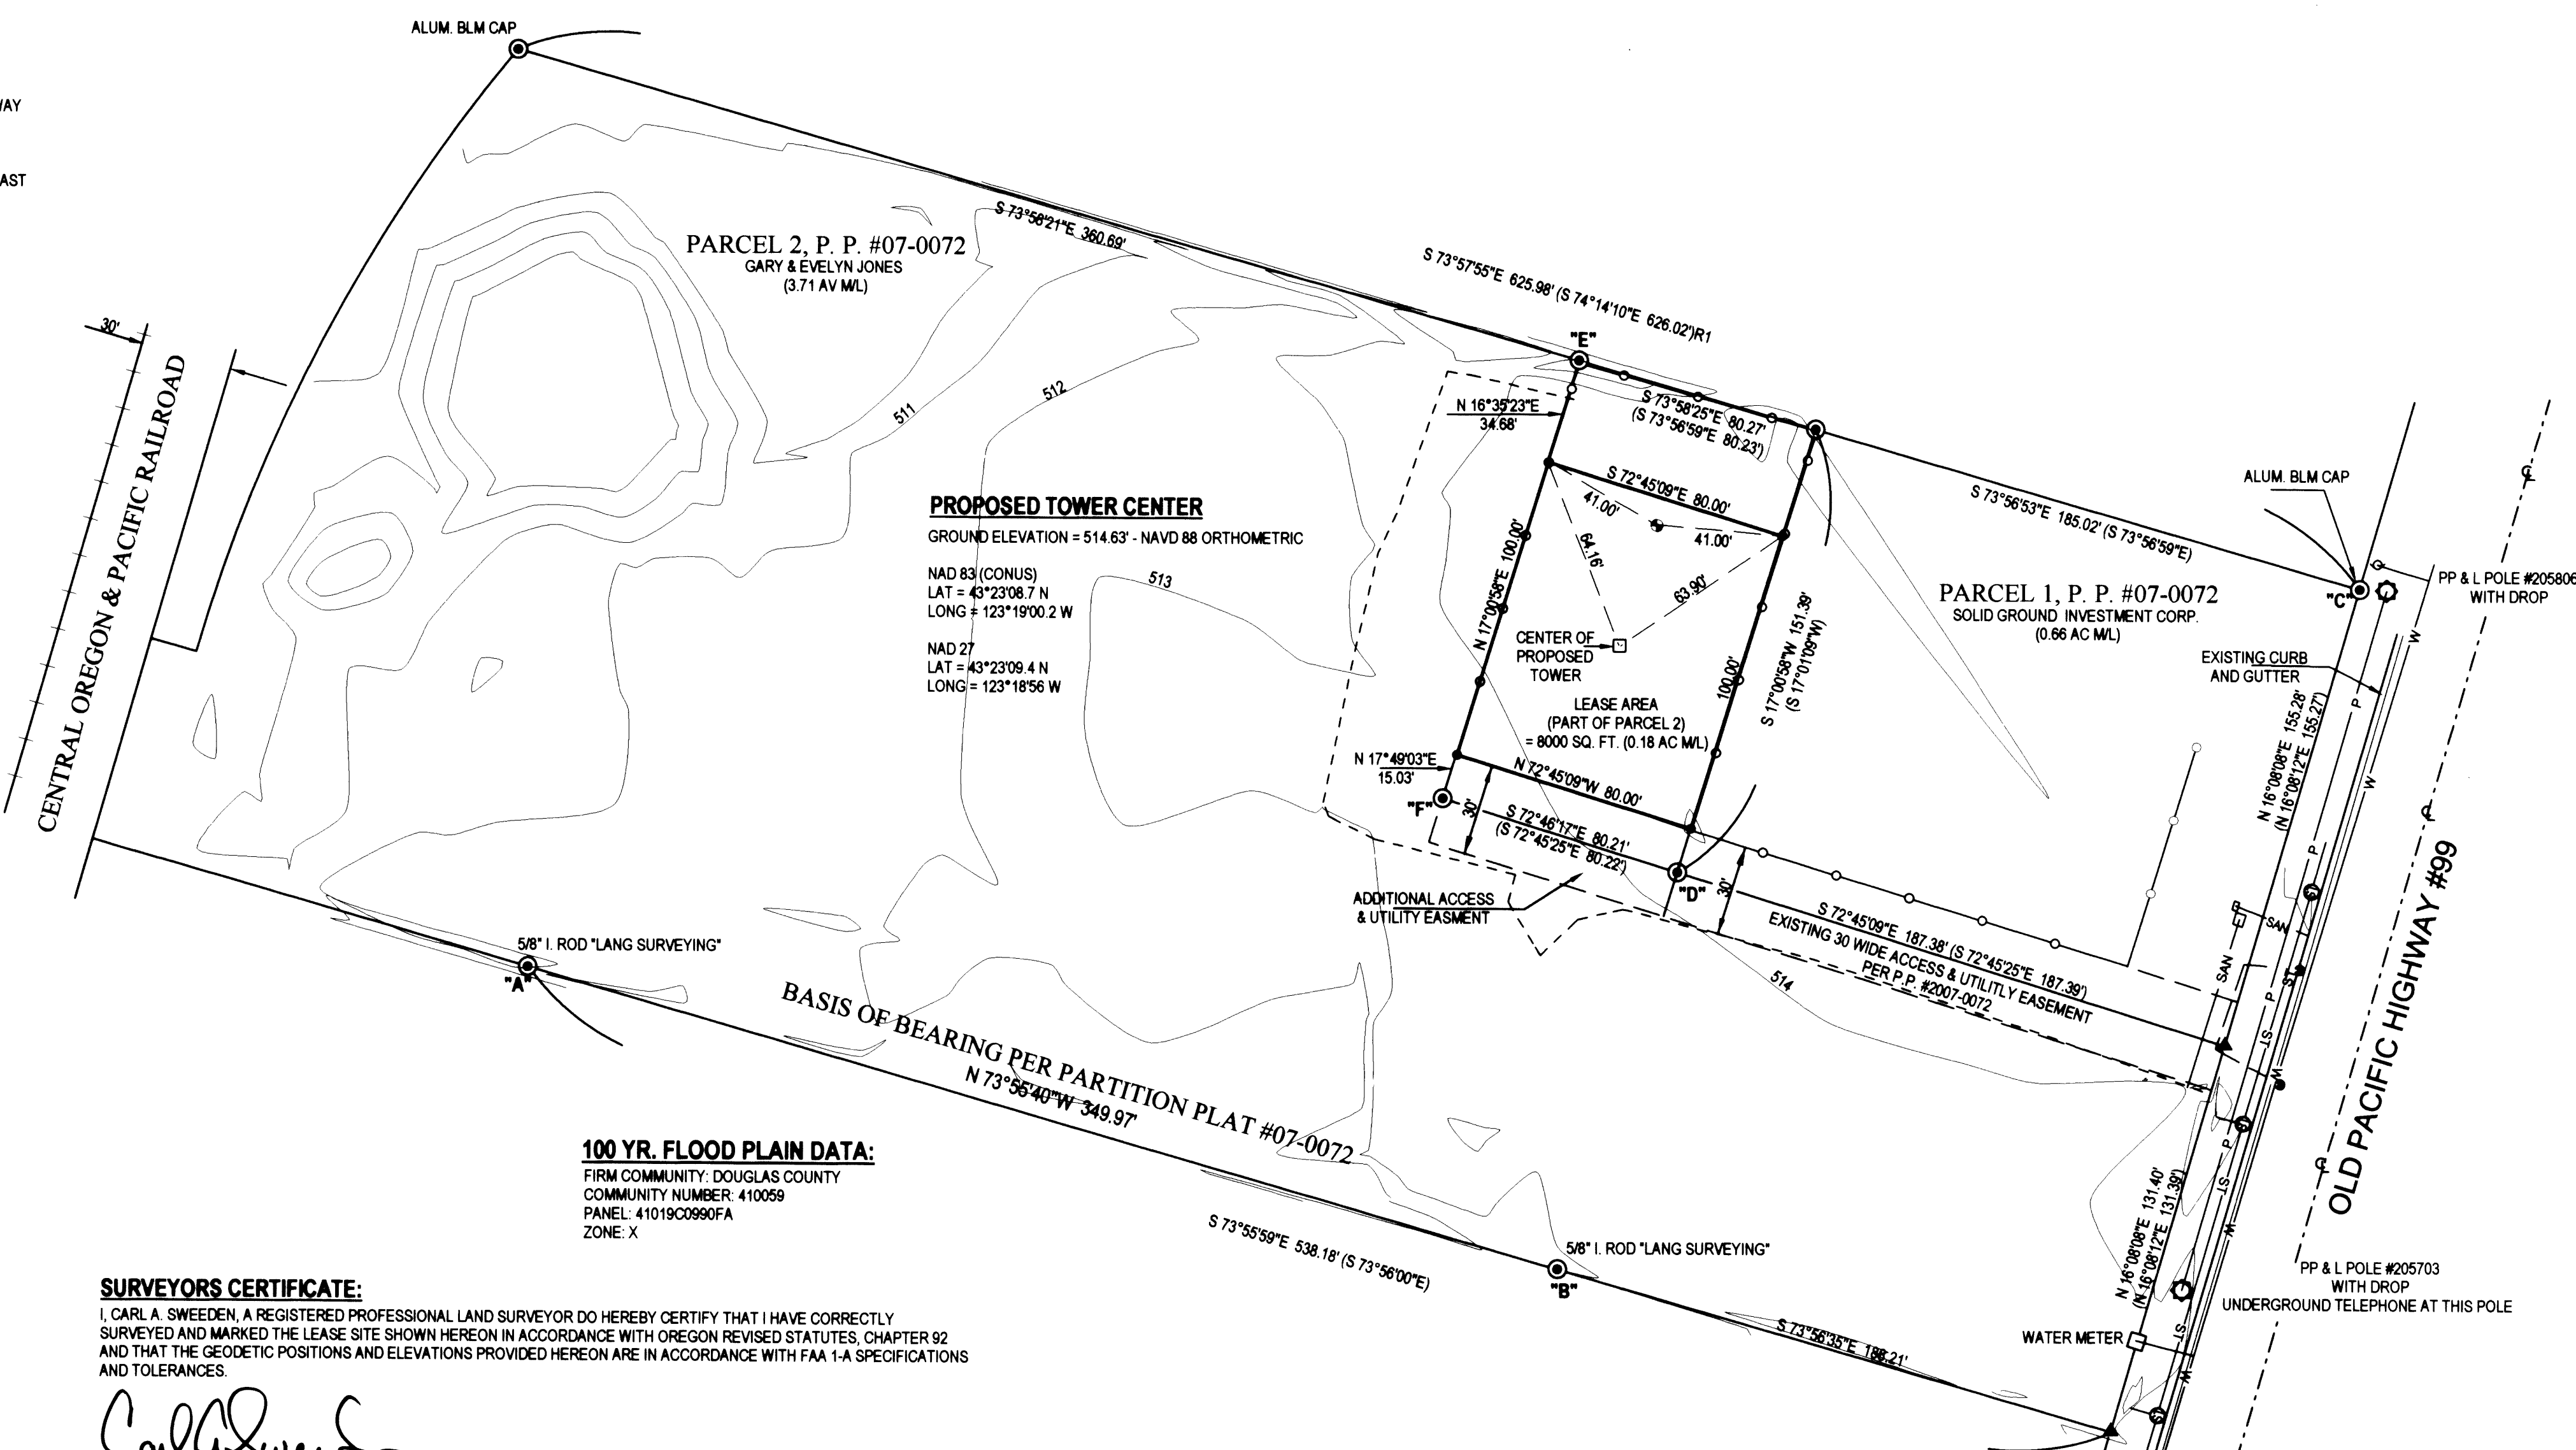 ALUM. BLM CAP
WAY
AST
S 73°58'21"E 360.69'
PARCEL 2, P. P. #07-0072
GARY & EVELYN JONES
(3.71 AV M/L)
S 73°57'55"E 625.98' (S 74°14'10"E 626.02')R1
30'
CENTRAL OREGON & PACIFIC RAILROAD
511
512
513
"E"
N 16°35'23"E
34.68'
S 73°58'25"E 80.27'
(S 73°56'59"E 80.23')
S 72°45'09"E 80.00'
41.00'
41.00'
64.16'
63.90'
N 17°00'58"E 100.00'
100.00'
S 17°00'58"W 151.39'
(S 17°01'09"W)
CENTER OF
PROPOSED
TOWER
LEASE AREA
(PART OF PARCEL 2)
= 8000 SQ. FT. (0.18 AC M/L)
PROPOSED TOWER CENTER
GROUND ELEVATION = 514.63' - NAVD 88 ORTHOMETRIC
NAD 83 (CONUS)
LAT = 43°23'08.7 N
LONG = 123°19'00.2 W
NAD 27
LAT = 43°23'09.4 N
LONG = 123°18'56 W
S 73°56'53"E 185.02' (S 73°56'59"E)
ALUM. BLM CAP
"C"
PP & L POLE #205806
WITH DROP
PARCEL 1, P. P. #07-0072
SOLID GROUND INVESTMENT CORP.
(0.66 AC M/L)
EXISTING CURB
AND GUTTER
N 16°08'08"E 155.28'
(N 16°08'12"E 155.27')
N 17°49'03"E
15.03'
N 72°45'09"W 80.00'
"F"
30'
S 72°46'17"E 80.21'
(S 72°45'25"E 80.22')
"D"
30'
ADDITIONAL ACCESS
& UTILITY EASMENT
S 72°45'09"E 187.38' (S 72°45'25"E 187.39')
EXISTING 30 WIDE ACCESS & UTILITLY EASEMENT
PER P.P. #2007-0072
514
SAN
SAN
P
P
P
P
W
W
W
W
W
ST
ST
ST
ST
OLD PACIFIC HIGHWAY #99
5/8" I. ROD "LANG SURVEYING"
"A"
BASIS OF BEARING PER PARTITION PLAT #07-0072
N 73°55'40"W 349.97'
100 YR. FLOOD PLAIN DATA:
FIRM COMMUNITY: DOUGLAS COUNTY
COMMUNITY NUMBER: 410059
PANEL: 41019C0990FA
ZONE: X
S 73°55'59"E 538.18' (S 73°56'00"E)
5/8" I. ROD "LANG SURVEYING"
"B"
S 73°56'35"E 188.21'
N 16°08'08"E 131.40'
(N 16°08'12"E 131.39')
WATER METER
PP & L POLE #205703
WITH DROP
UNDERGROUND TELEPHONE AT THIS POLE
SURVEYORS CERTIFICATE:
I, CARL A. SWEEDEN, A REGISTERED PROFESSIONAL LAND SURVEYOR DO HEREBY CERTIFY THAT I HAVE CORRECTLY
SURVEYED AND MARKED THE LEASE SITE SHOWN HEREON IN ACCORDANCE WITH OREGON REVISED STATUTES, CHAPTER 92
AND THAT THE GEODETIC POSITIONS AND ELEVATIONS PROVIDED HEREON ARE IN ACCORDANCE WITH FAA 1-A SPECIFICATIONS
AND TOLERANCES.